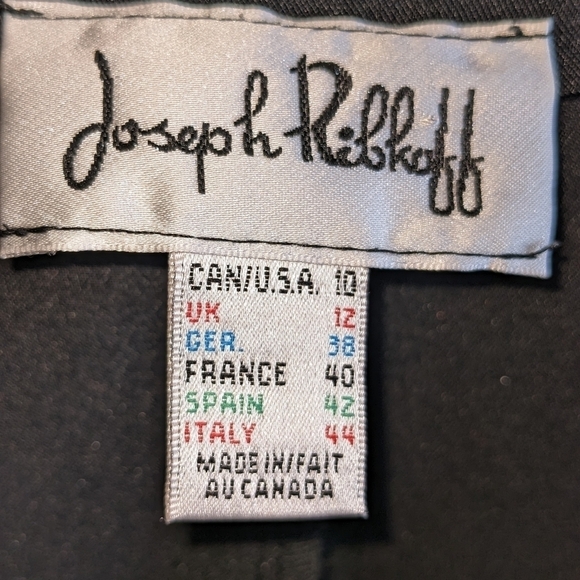 Joseph Ribkoff
CAN/U.S.A. 10
UK 12
GER. 38
FRANCE 40
SPAIN 42
ITALY 44
MADE IN/FAIT
AU CANADA